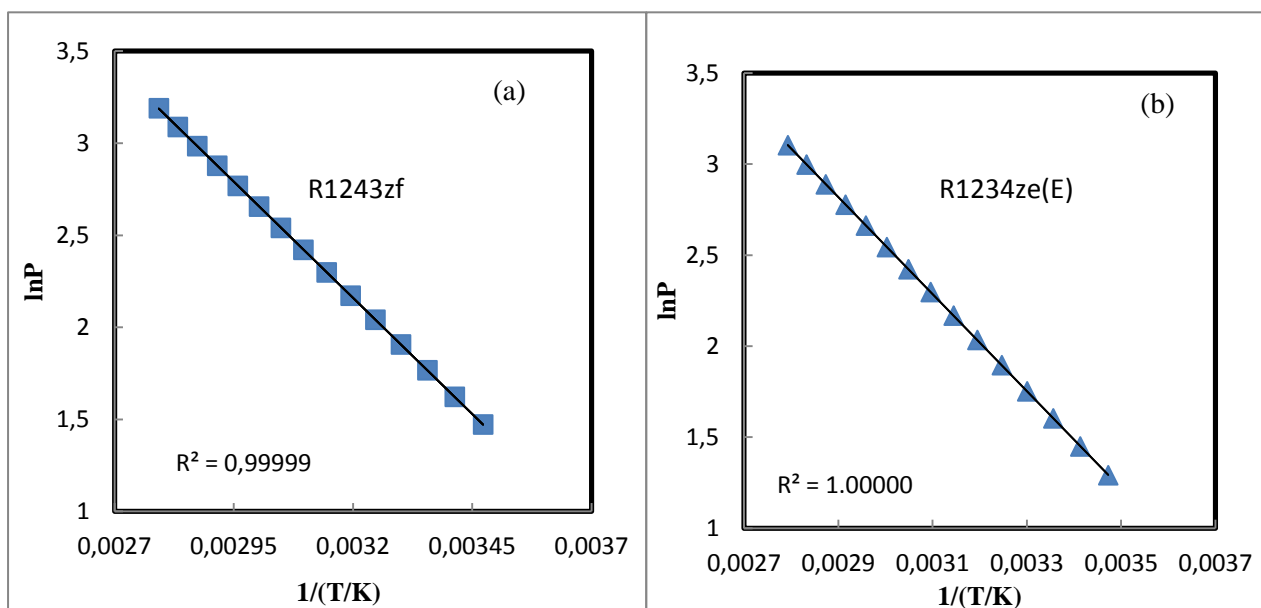 (a)
3,5
3
2,5
2
1,5
1
lnP
R1243zf
R² = 0,99999
0,0027 0,00295 0,0032 0,00345 0,0037
1/(T/K)
(b)
3,5
3
2,5
2
1,5
1
lnP
R1234ze(E)
R² = 1.00000
0,0027 0,0029 0,0031 0,0033 0,0035 0,0037
1/(T/K)